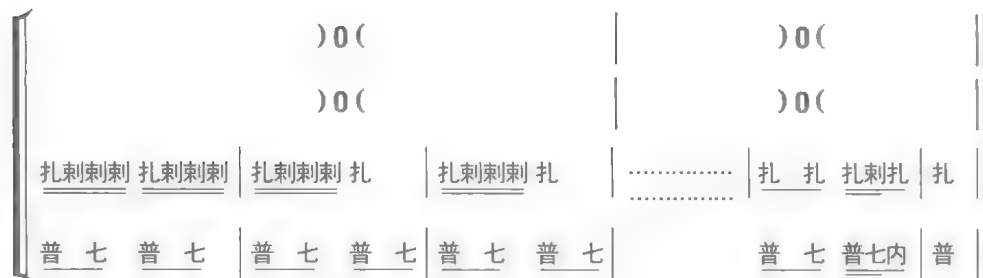 )0( | )0( |
)0( | )0( |
扎刺刺刺 扎刺刺刺 | 扎刺刺刺 扎 | 扎刺刺刺 扎 | ………… | 扎 扎 扎刺扎 | 扎
普 七 普 七 | 普 七 普 七 | 普 七 普 七 | 普 七 普七内 | 普